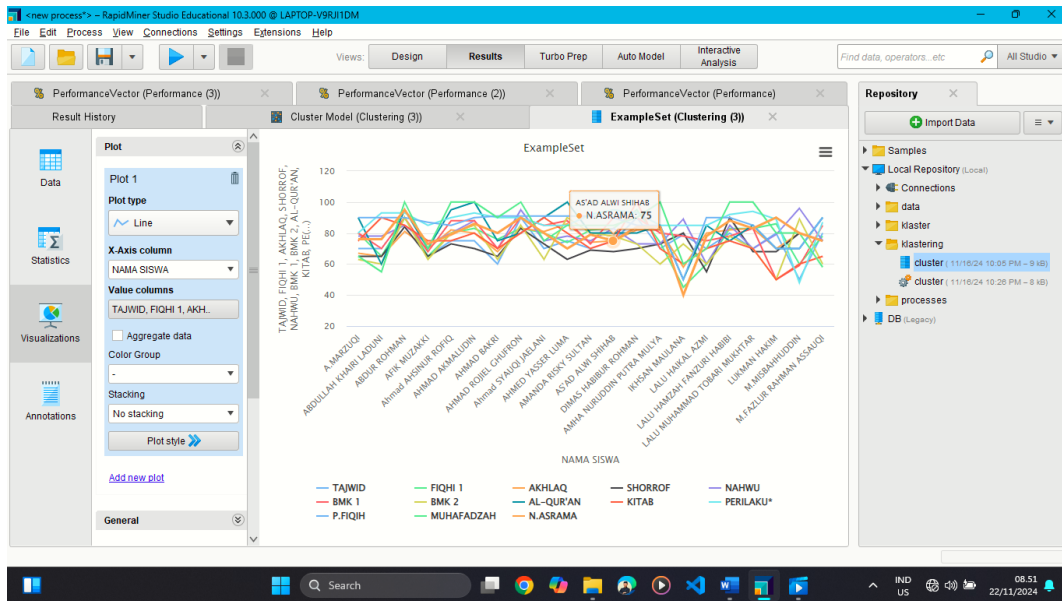 <new process*> – RapidMiner Studio Educational 10.3.000 @ LAPTOP-V9RJI1DM
File Edit Process View Connections Settings Extensions Help
Views: Design Results Turbo Prep Auto Model Interactive Analysis
Find data, operators...etc All Studio
PerformanceVector (Performance (3)) PerformanceVector (Performance (2)) PerformanceVector (Performance)
Result History Cluster Model (Clustering (3)) ExampleSet (Clustering (3))
Data
Statistics
Visualizations
Annotations
Plot
Plot 1
Plot type
Line
X-Axis column
NAMA SISWA
Value columns
TAJWID, FIQHI 1, AKH...
Aggregate data
Color Group
-
Stacking
No stacking
Plot style
Add new plot
General
ExampleSet
TAJWID, FIQHI 1, AKHLAQ, SHORROF,
NAHWU, BMK 1, BMK 2, AL-QUR'AN,
KITAB, PE(...)
120
100
80
60
40
20
AS'AD ALWI SHIHAB
N.ASRAMA: 75
A.MARZUQI
ABDULLAH KHAIRI LADUNI
ABDUR ROHMAN
AFIK MUZAKKI
Ahmad AHSINUR ROFIQ
AHMAD AKMALUDIN
AHMAD BAKRI
AHMAD ROJIEL GHUFRON
Ahmad SYAUQI JAELANI
AHMED YASSER LUMA
AMANDA RISKY SULTAN
AS'AD ALWI SHIHAB
DIMAS HABIBUR ROHMAN
AMHA NURUDDIN PUTRA MULYA
IKHSAN MAULANA
LALU HAIKAL AZMI
LALU HAMZAH FANZURI HABIBI
LALU MUHAMMAD TOBARI MUKHTAR
LUKMAN HAKIM
M.MISBAHHUDDIN
M.FAZLUR RAHMAN ASSAUQI
NAMA SISWA
TAJWID FIQHI 1 AKHLAQ SHORROF NAHWU
BMK 1 BMK 2 AL-QUR'AN KITAB PERILAKU*
P.FIQIH MUHAFADZAH N.ASRAMA
Repository
Import Data
Samples
Local Repository (Local)
Connections
data
klaster
klastering
cluster (11/16/24 10:05 PM – 9 kB)
cluster (11/16/24 10:26 PM – 8 kB)
processes
DB (Legacy)
Search
IND
US
08.51
22/11/2024